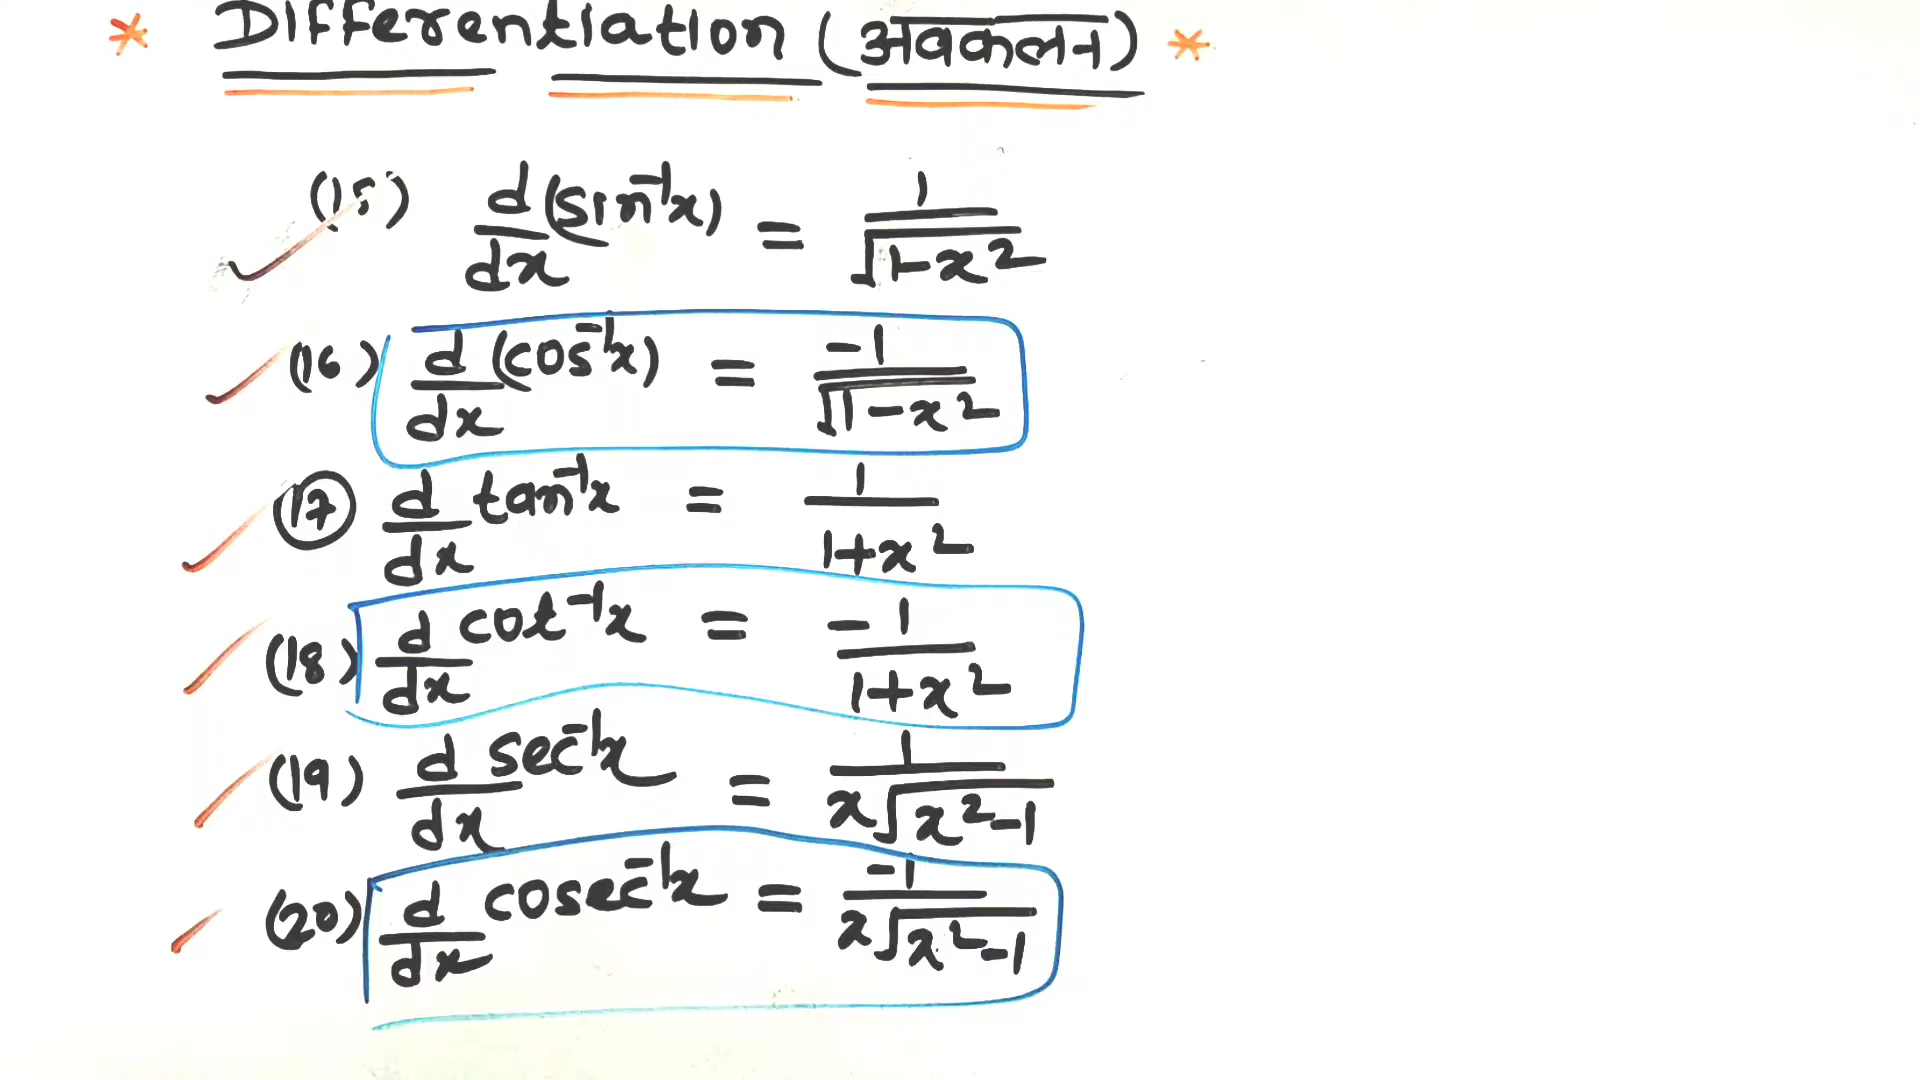 * Differentiation (अवकलन) *
(15) d/dx (sin⁻¹x) = 1/√1-x²
(16) d/dx (cos⁻¹x) = -1/√1-x²
(17) d/dx tan⁻¹x = 1/1+x²
(18) d/dx cot⁻¹x = -1/1+x²
(19) d/dx sec⁻¹x = 1/x√x²-1
(20) d/dx cosec⁻¹x = -1/x√x²-1